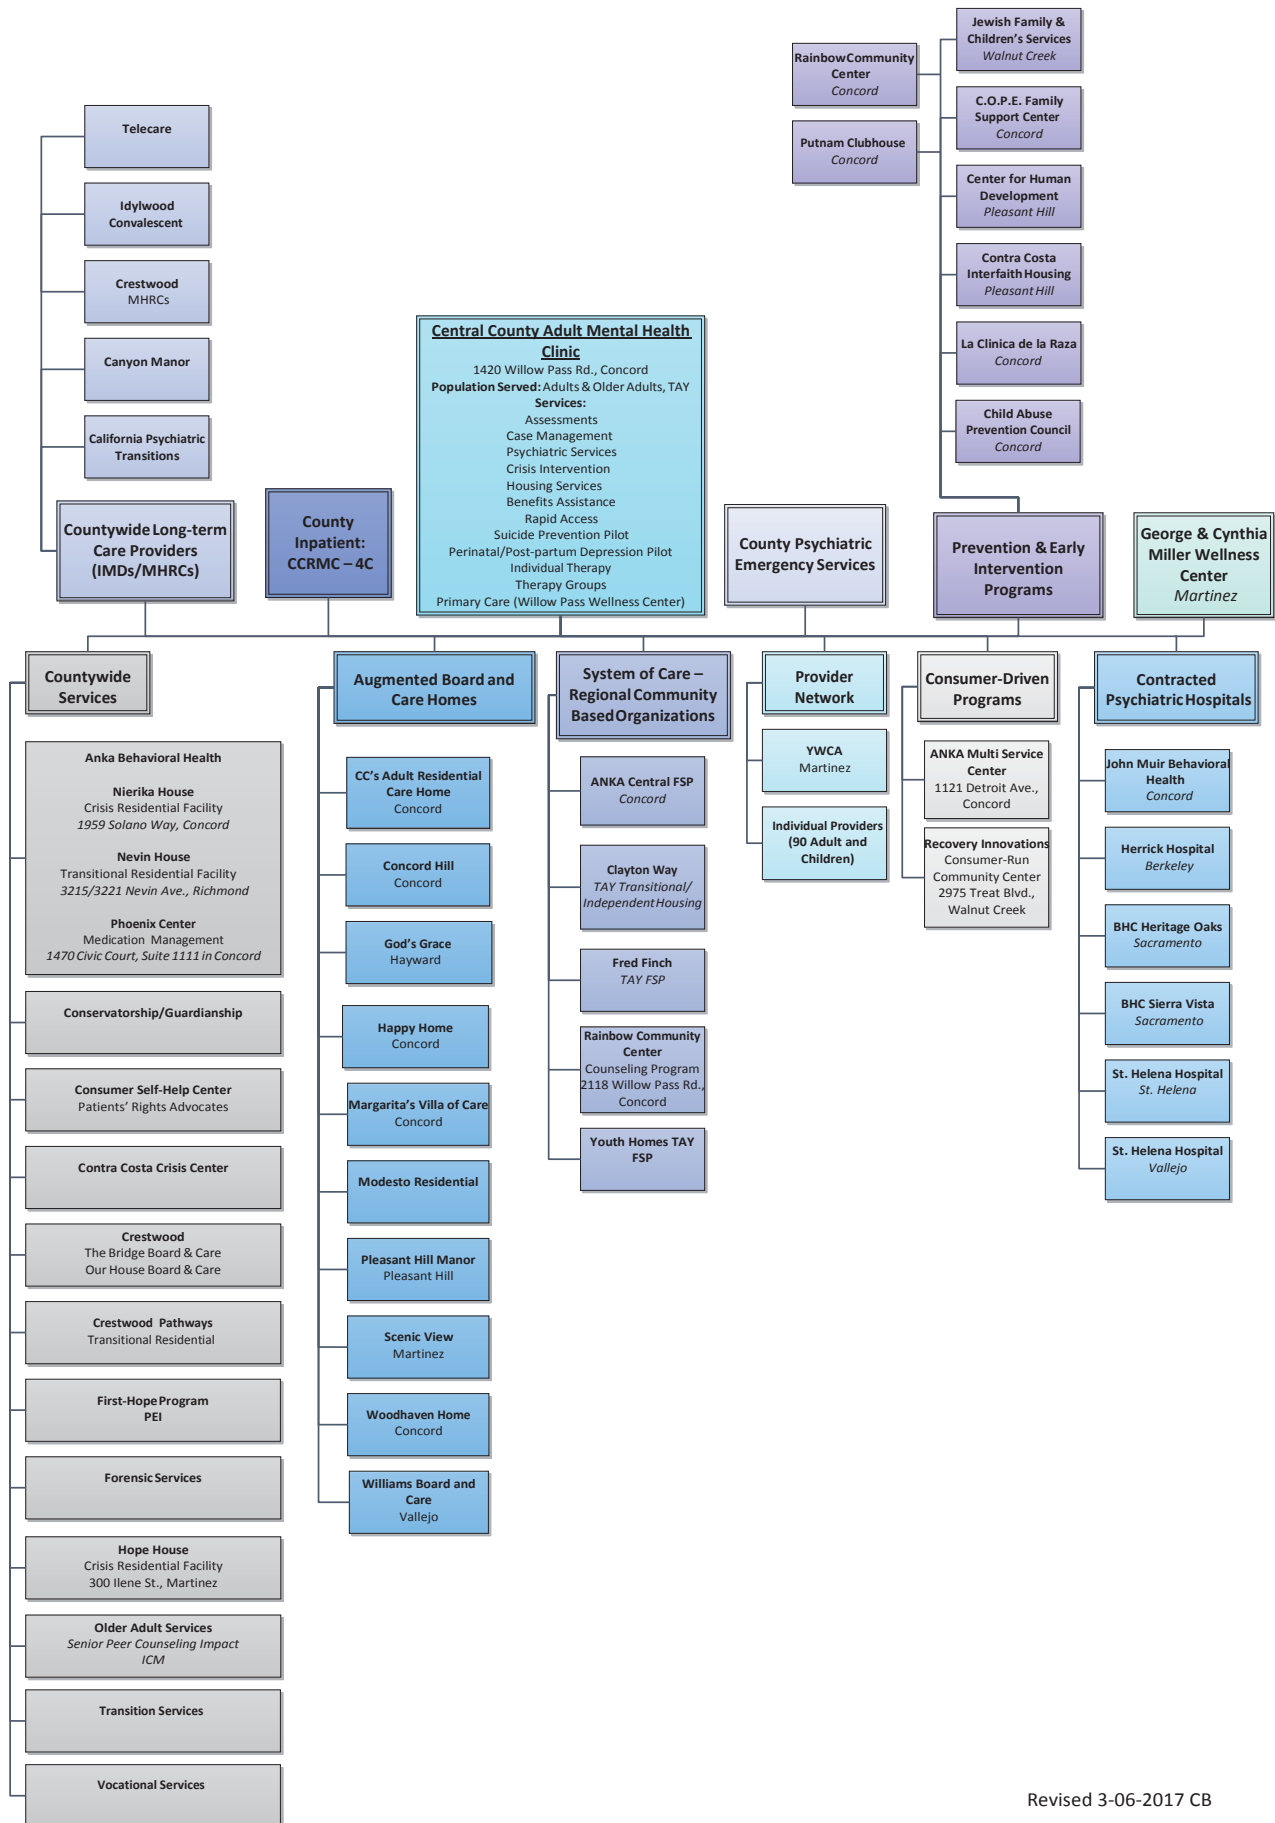 Jewish Family &
Children's Services
Walnut Creek
Rainbow Community
Center
Concord
C.O.P.E. Family
Support Center
Concord
Putnam Clubhouse
Concord
Center for Human
Development
Pleasant Hill
Contra Costa
Interfaith Housing
Pleasant Hill
La Clinica de la Raza
Concord
Child Abuse
Prevention Council
Concord
Telecare
Idylwood
Convalescent
Crestwood
MHRCs
Canyon Manor
California Psychiatric
Transitions
Countywide Long-term
Care Providers
(IMDs/MHRCs)
County
Inpatient:
CCRMC – 4C
Central County Adult Mental Health
Clinic
1420 Willow Pass Rd., Concord
Population Served: Adults & Older Adults, TAY
Services:
Assessments
Case Management
Psychiatric Services
Crisis Intervention
Housing Services
Benefits Assistance
Rapid Access
Suicide Prevention Pilot
Perinatal/Post-partum Depression Pilot
Individual Therapy
Therapy Groups
Primary Care (Willow Pass Wellness Center)
County Psychiatric
Emergency Services
Prevention & Early
Intervention
Programs
George & Cynthia
Miller Wellness
Center
Martinez
Countywide
Services
Anka Behavioral Health
Nierika House
Crisis Residential Facility
1959 Solano Way, Concord
Nevin House
Transitional Residential Facility
3215/3221 Nevin Ave., Richmond
Phoenix Center
Medication Management
1470 Civic Court, Suite 1111 in Concord
Conservatorship/Guardianship
Consumer Self-Help Center
Patients' Rights Advocates
Contra Costa Crisis Center
Crestwood
The Bridge Board & Care
Our House Board & Care
Crestwood Pathways
Transitional Residential
First-Hope Program
PEI
Forensic Services
Hope House
Crisis Residential Facility
300 Ilene St., Martinez
Older Adult Services
Senior Peer Counseling Impact
ICM
Transition Services
Vocational Services
Augmented Board and
Care Homes
CC's Adult Residential
Care Home
Concord
Concord Hill
Concord
God's Grace
Hayward
Happy Home
Concord
Margarita's Villa of Care
Concord
Modesto Residential
Pleasant Hill Manor
Pleasant Hill
Scenic View
Martinez
Woodhaven Home
Concord
Williams Board and
Care
Vallejo
System of Care –
Regional Community
Based Organizations
ANKA Central FSP
Concord
Clayton Way
TAY Transitional/
Independent Housing
Fred Finch
TAY FSP
Rainbow Community
Center
Counseling Program
2118 Willow Pass Rd.,
Concord
Youth Homes TAY
FSP
Provider
Network
YWCA
Martinez
Individual Providers
(90 Adult and
Children)
Consumer-Driven
Programs
ANKA Multi Service
Center
1121 Detroit Ave.,
Concord
Recovery Innovations
Consumer-Run
Community Center
2975 Treat Blvd.,
Walnut Creek
Contracted
Psychiatric Hospitals
John Muir Behavioral
Health
Concord
Herrick Hospital
Berkeley
BHC Heritage Oaks
Sacramento
BHC Sierra Vista
Sacramento
St. Helena Hospital
St. Helena
St. Helena Hospital
Vallejo
Revised 3-06-2017 CB